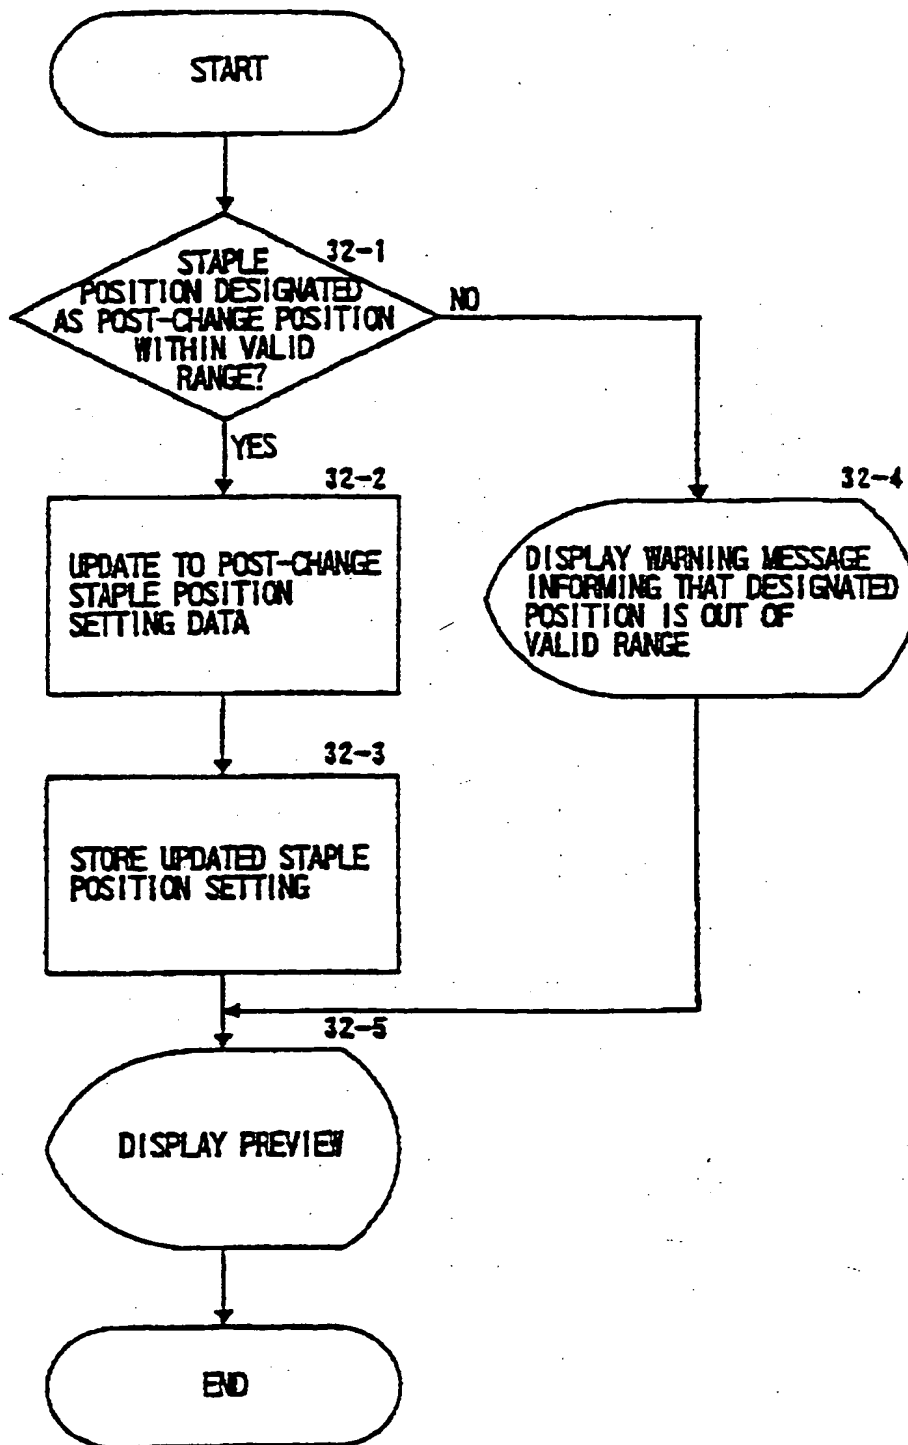 START
32-1
STAPLE
POSITION DESIGNATED
AS POST-CHANGE POSITION
WITHIN VALID
RANGE?
NO
YES
32-2
UPDATE TO POST-CHANGE
STAPLE POSITION
SETTING DATA
32-4
DISPLAY WARNING MESSAGE
INFORMING THAT DESIGNATED
POSITION IS OUT OF
VALID RANGE
32-3
STORE UPDATED STAPLE
POSITION SETTING
32-5
DISPLAY PREVIEW
END